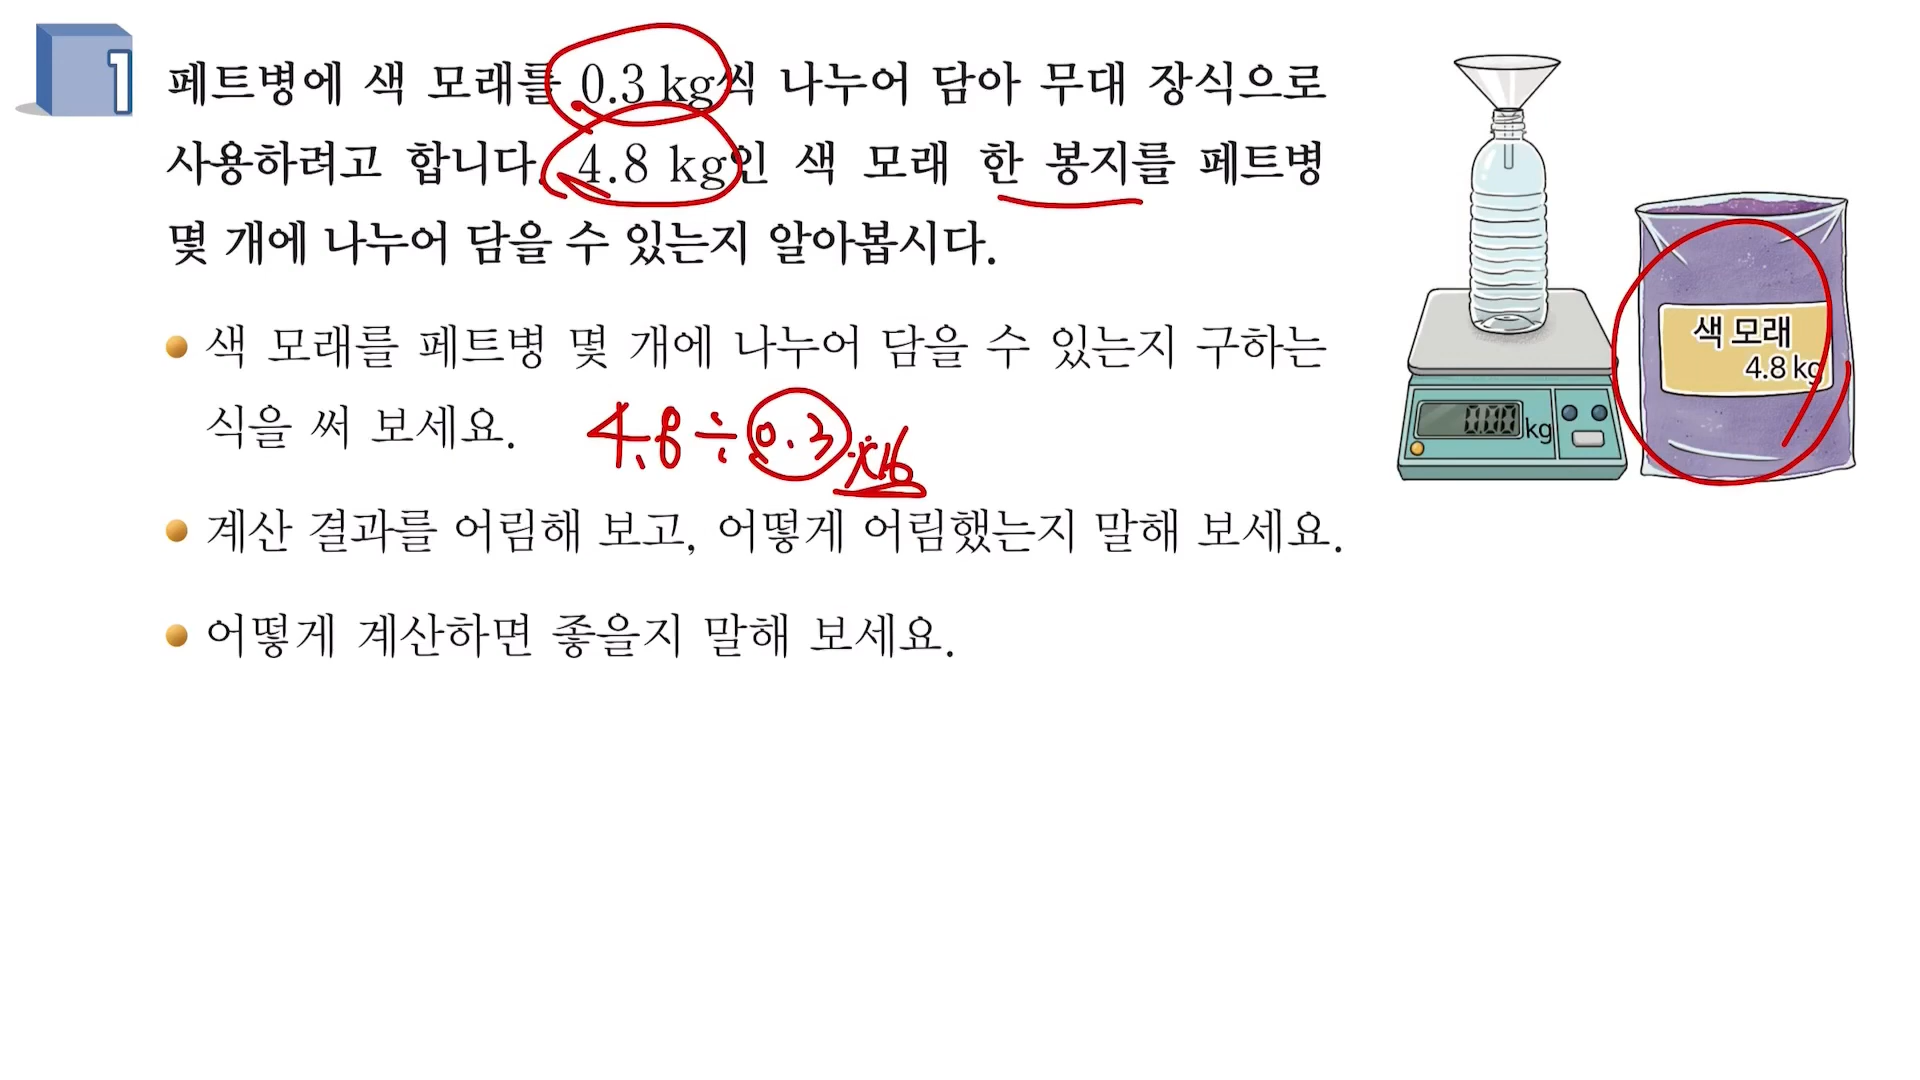 1
페트병에 색 모래를 0.3 kg씩 나누어 담아 무대 장식으로
사용하려고 합니다. 4.8 kg인 색 모래 한 봉지를 페트병
몇 개에 나누어 담을 수 있는지 알아봅시다.
색 모래를 페트병 몇 개에 나누어 담을 수 있는지 구하는
식을 써 보세요. 4.8÷0.3 ×16
계산 결과를 어림해 보고, 어떻게 어림했는지 말해 보세요.
어떻게 계산하면 좋을지 말해 보세요.
색 모래
4.8 kg
0.00 kg